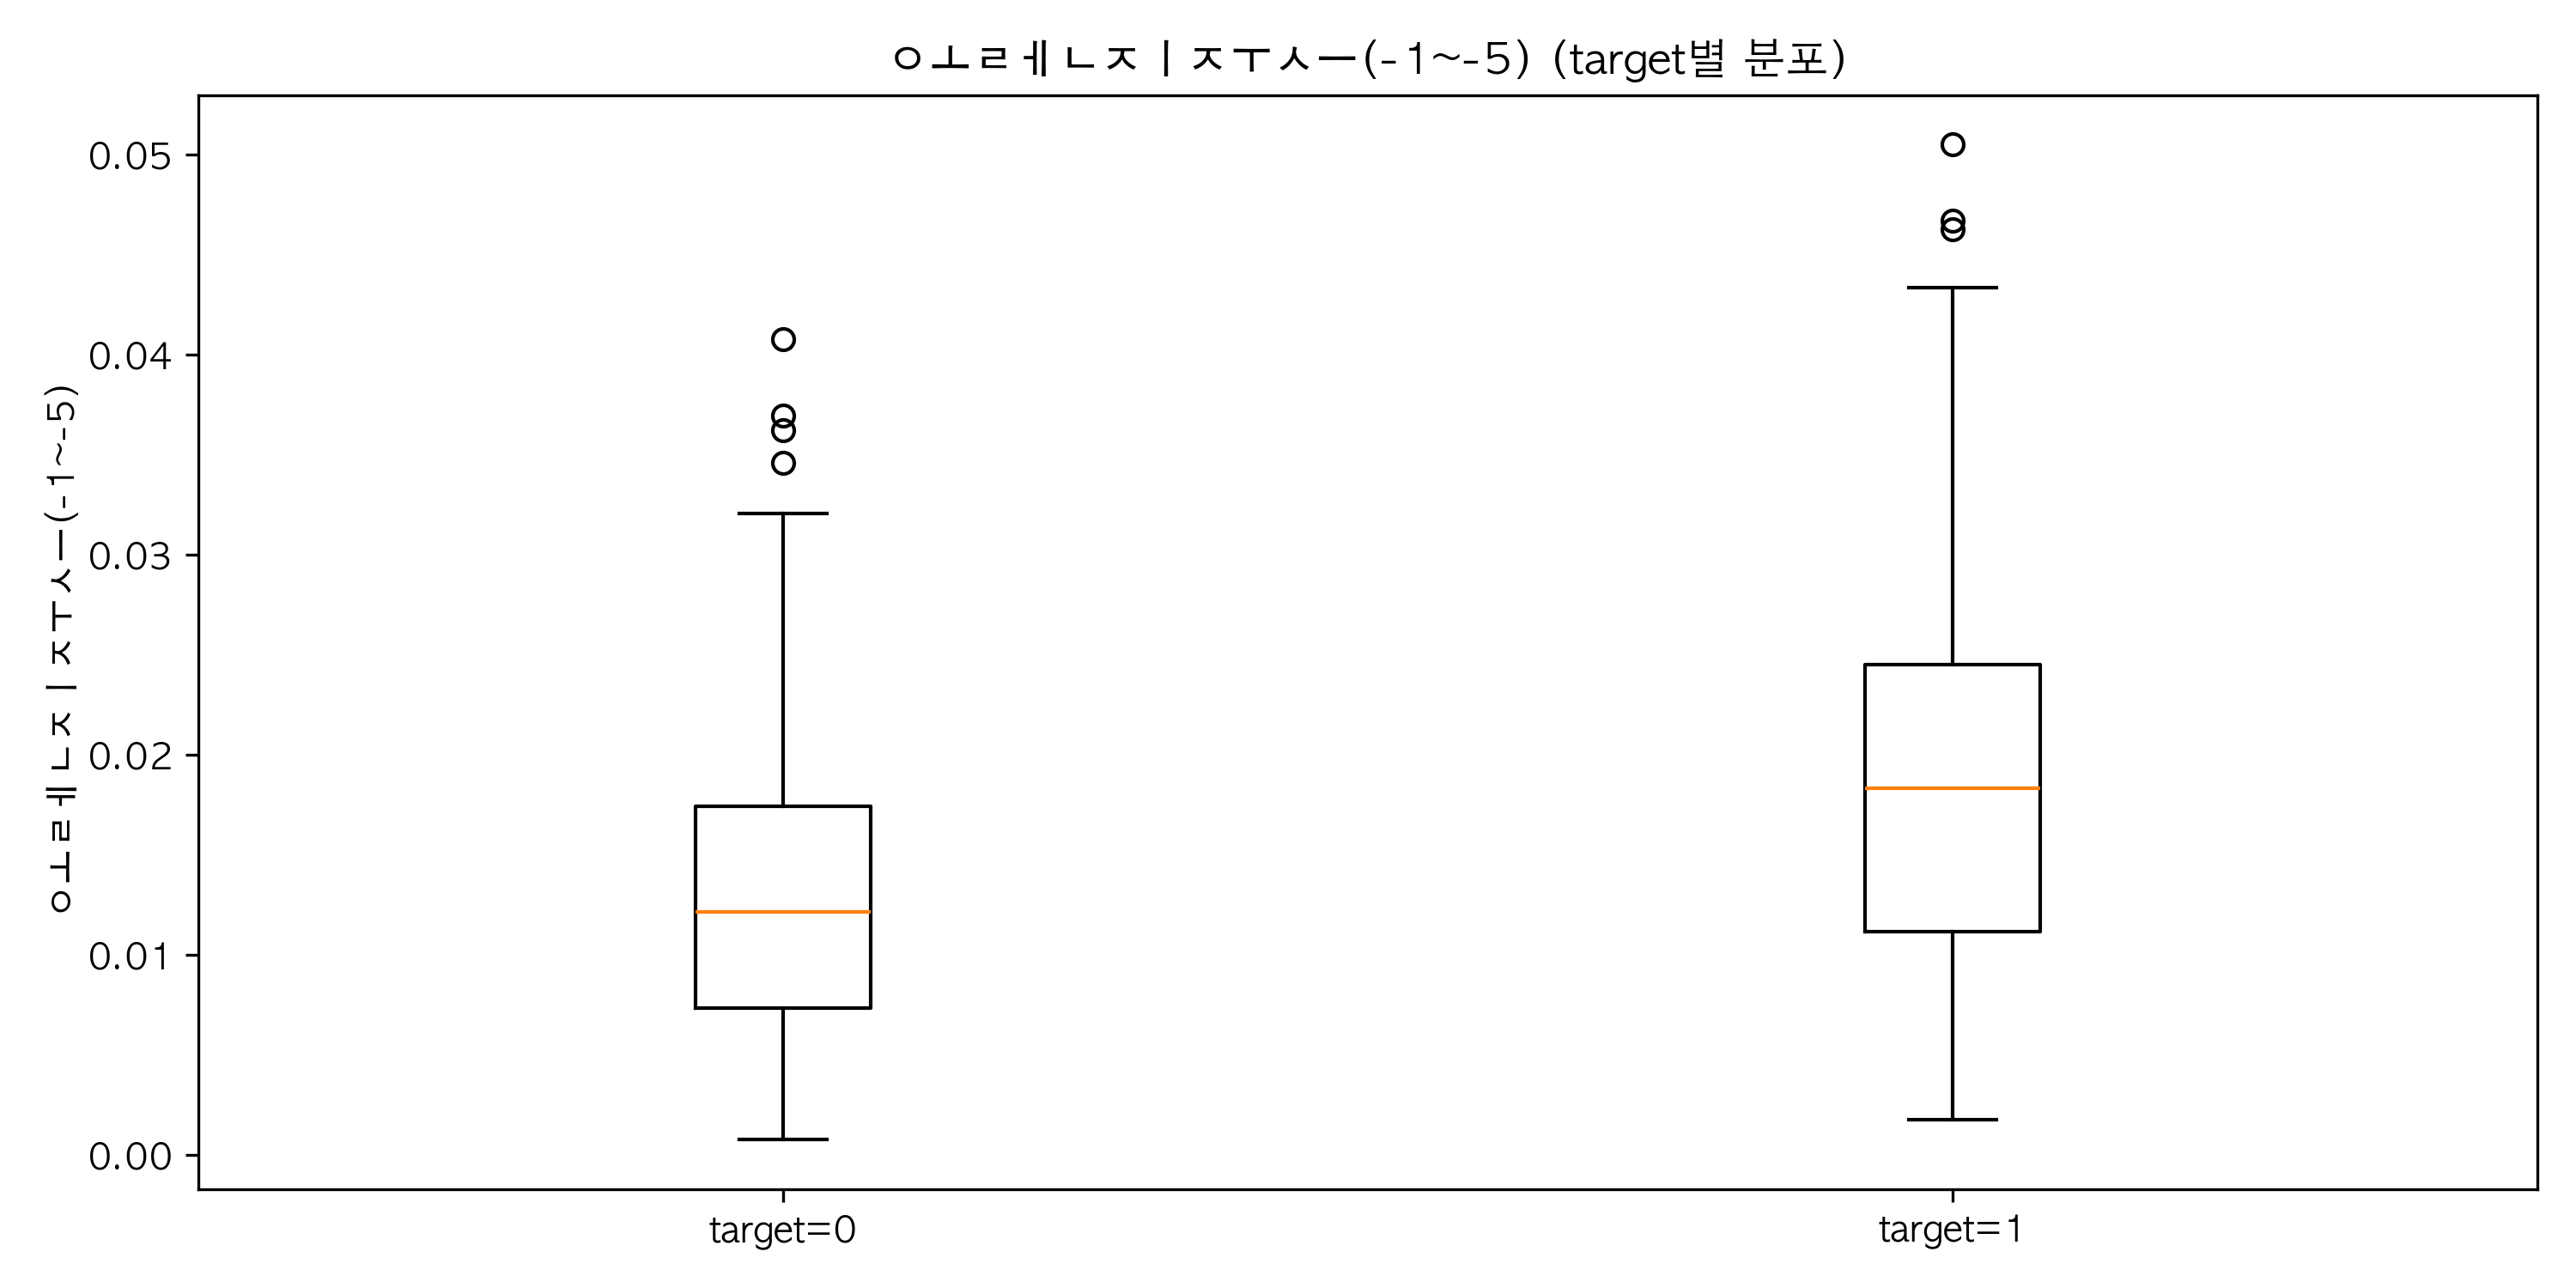 ㅇㅗㄹㅔㄴㅈㅣㅈㅜㅅㅡ(-1~-5) (target별 분포)
ㅇㅗㄹㅔㄴㅈㅣㅈㅜㅅㅡ(-1~-5)
0.05
0.04
0.03
0.02
0.01
0.00
target=0
target=1